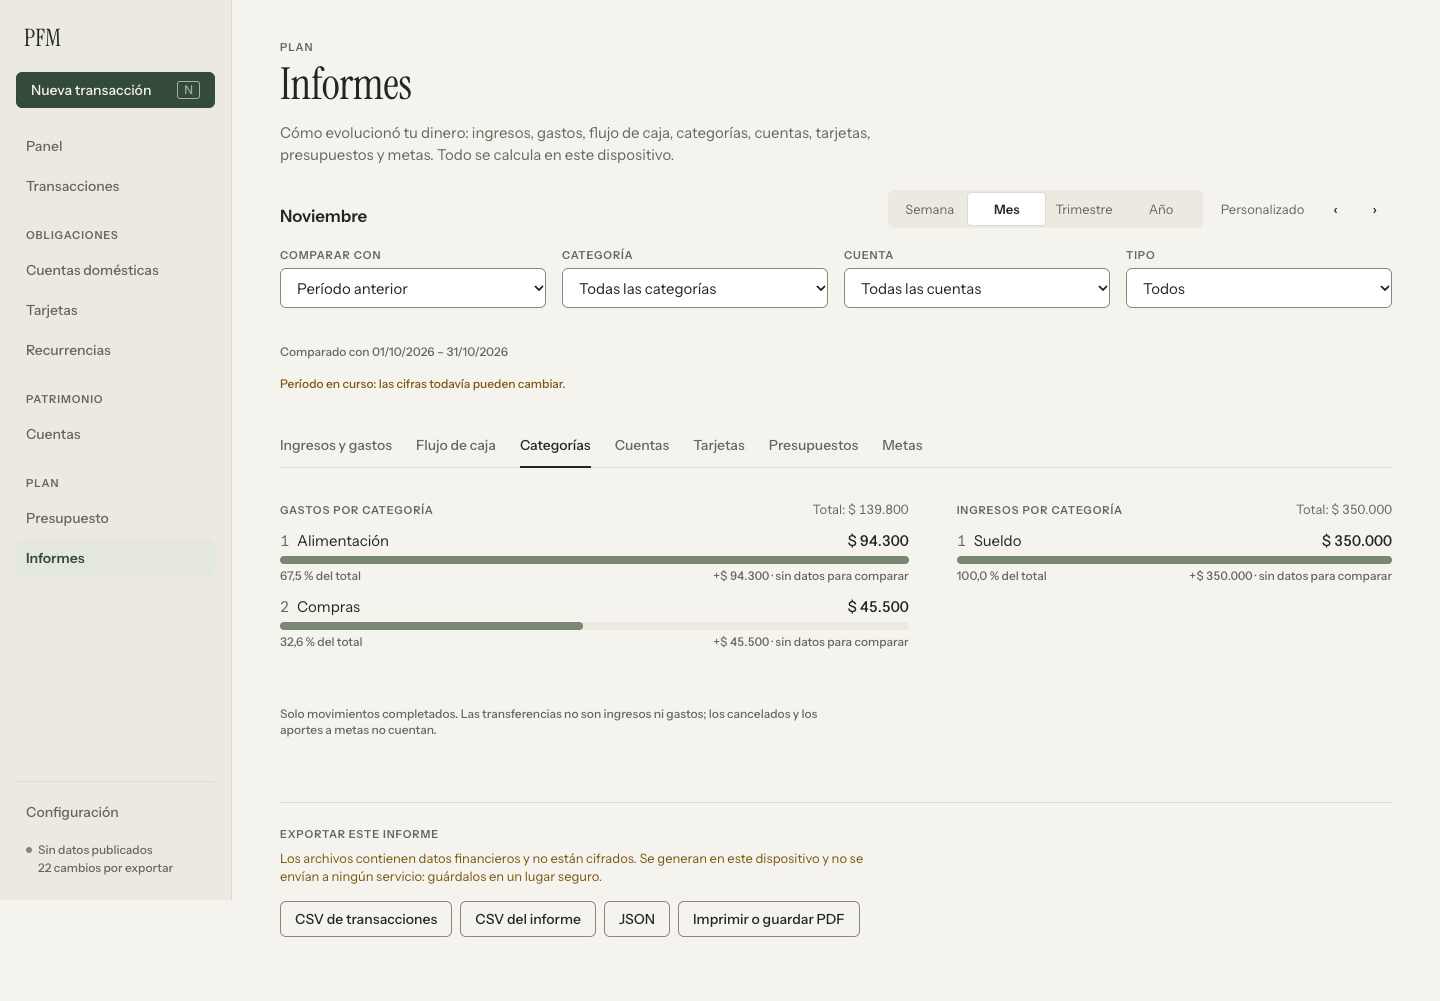 PFM
Nueva transacción N
Panel
Transacciones
OBLIGACIONES
Cuentas domésticas
Tarjetas
Recurrencias
PATRIMONIO
Cuentas
PLAN
Presupuesto
Informes
Configuración
Sin datos publicados
22 cambios por exportar
PLAN
Informes
Cómo evolucionó tu dinero: ingresos, gastos, flujo de caja, categorías, cuentas, tarjetas,
presupuestos y metas. Todo se calcula en este dispositivo.
Noviembre
Semana Mes Trimestre Año Personalizado ‹ ›
COMPARAR CON CATEGORÍA CUENTA TIPO
Período anterior Todas las categorías Todas las cuentas Todos
Comparado con 01/10/2026 – 31/10/2026
Período en curso: las cifras todavía pueden cambiar.
Ingresos y gastos Flujo de caja Categorías Cuentas Tarjetas Presupuestos Metas
GASTOS POR CATEGORÍA Total: $ 139.800
1 Alimentación $ 94.300
67,5 % del total +$ 94.300 · sin datos para comparar
2 Compras $ 45.500
32,6 % del total +$ 45.500 · sin datos para comparar
INGRESOS POR CATEGORÍA Total: $ 350.000
1 Sueldo $ 350.000
100,0 % del total +$ 350.000 · sin datos para comparar
Solo movimientos completados. Las transferencias no son ingresos ni gastos; los cancelados y los
aportes a metas no cuentan.
EXPORTAR ESTE INFORME
Los archivos contienen datos financieros y no están cifrados. Se generan en este dispositivo y no se
envían a ningún servicio: guárdalos en un lugar seguro.
CSV de transacciones CSV del informe JSON Imprimir o guardar PDF